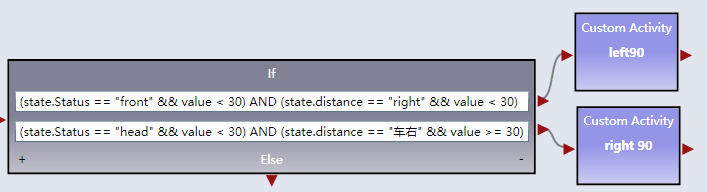 If
(state.Status == "front" && value < 30) AND (state.distance == "right" && value < 30)
(state.Status == "head" && value < 30) AND (state.distance == "车右" && value >= 30)
+ Else -
Custom Activity
left90
Custom Activity
right 90